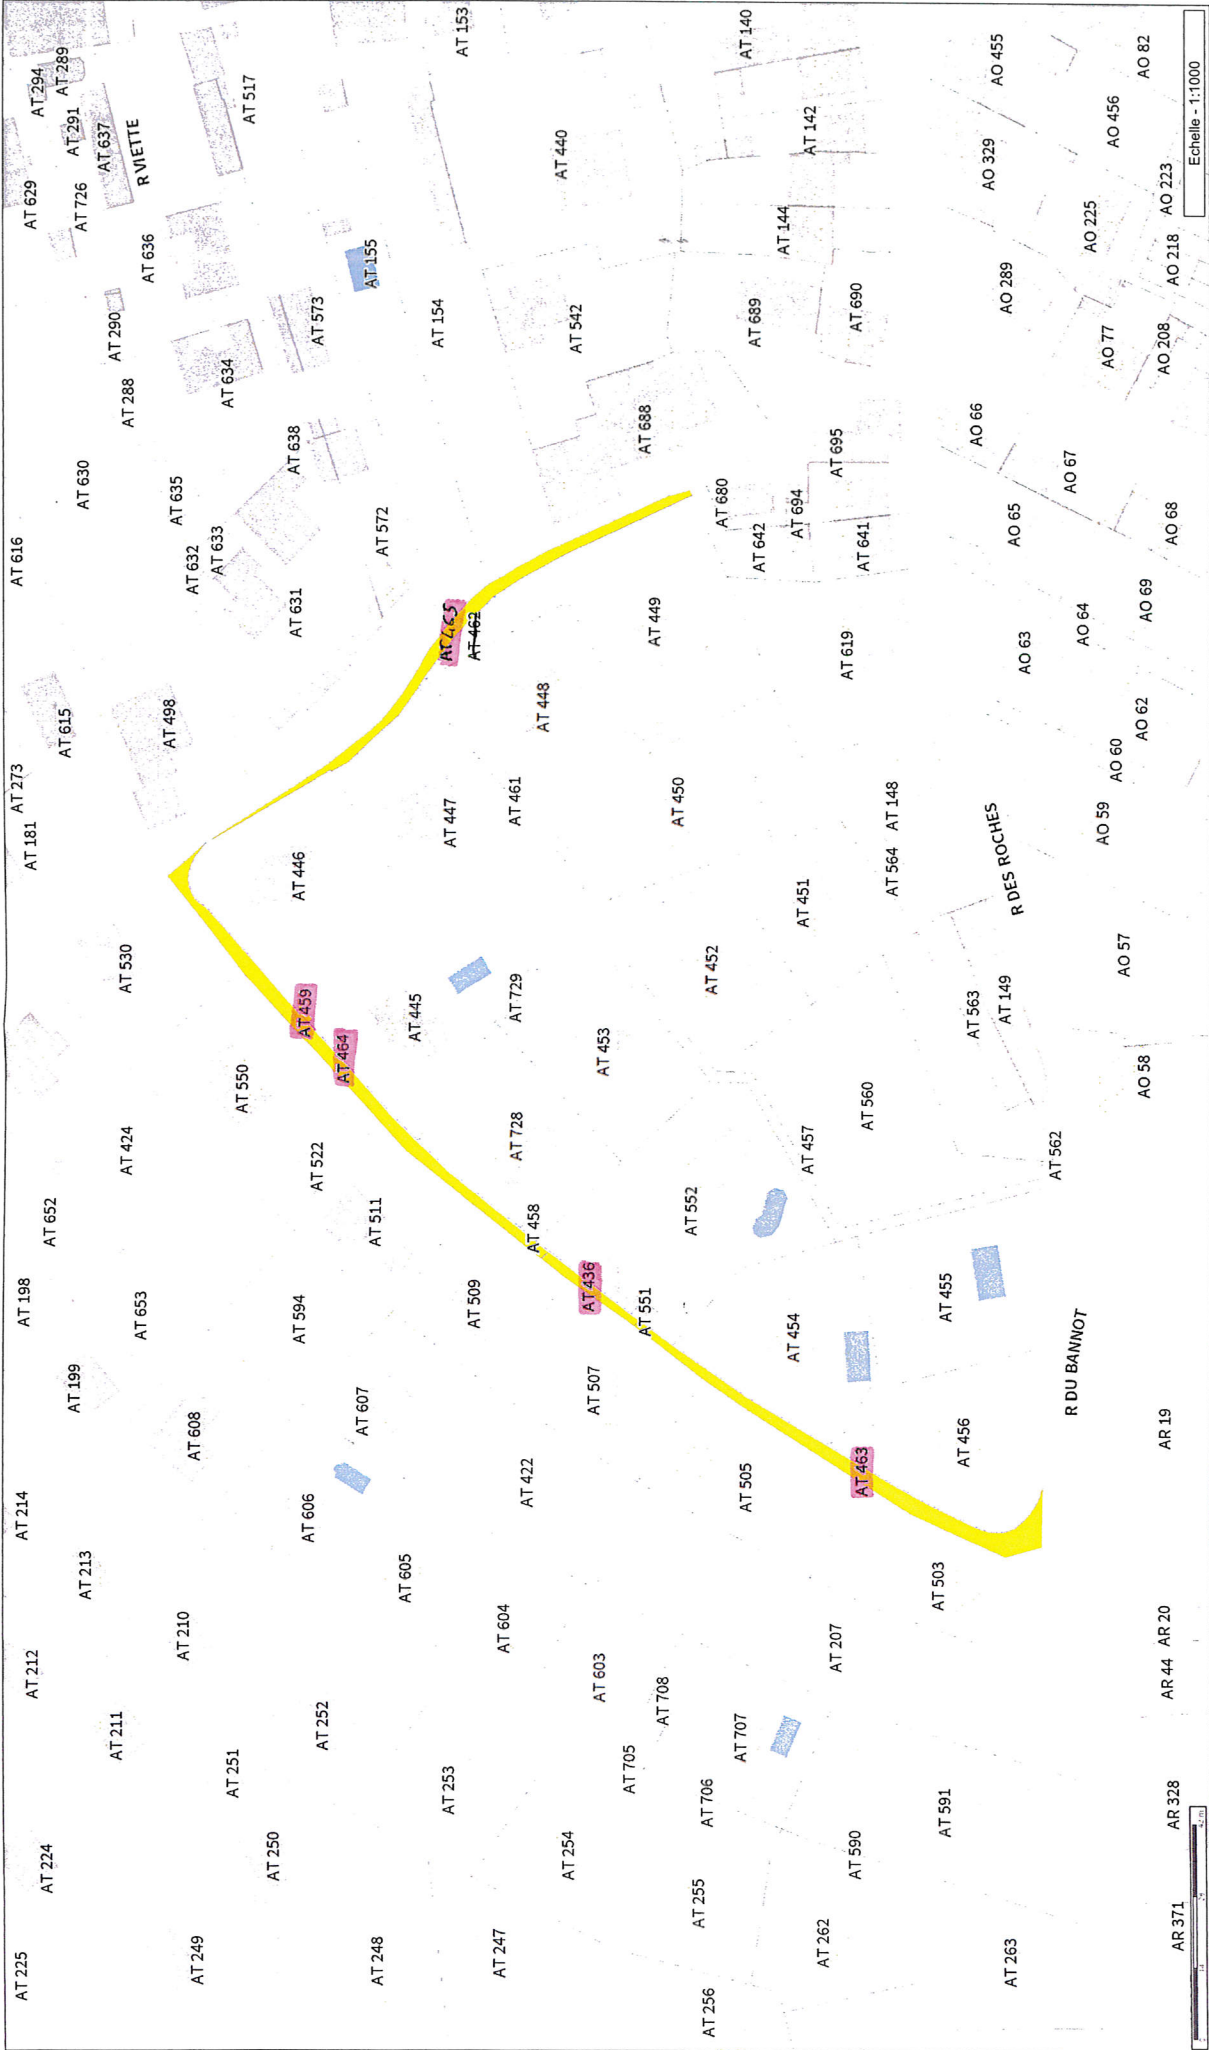 AT 225
AT 224
AT 212
AT 214
AT 198
AT 652
AT 181
AT 273
AT 616
AT 629
AT 294
AT 289
AT 153
AT 140
AO 455
AO 82
AT 211
AT 213
AT 199
AT 653
AT 424
AT 530
AT 615
AT 630
AT 726
AT 291
AT 637
R VIETTE
AT 517
AT 249
AT 251
AT 210
AT 608
AT 594
AT 550
AT 498
AT 635
AT 632
AT 633
AT 288
AT 290
AT 636
AT 250
AT 252
AT 606
AT 607
AT 522
AT 511
AT 459
AT 464
AT 446
AT 631
AT 638
AT 634
AT 573
AT 155
AT 248
AT 253
AT 605
AT 509
AT 445
AT 447
AT 465
AT 462
AT 572
AT 154
AT 440
AT 142
AO 329
AO 456
AT 247
AT 254
AT 604
AT 422
AT 458
AT 728
AT 729
AT 461
AT 448
AT 542
AT 144
AO 225
AO 223
AT 603
AT 507
AT 436
AT 453
AT 449
AT 688
AT 689
AT 690
AO 289
AO 218
AT 705
AT 708
AT 551
AT 552
AT 452
AT 450
AT 680
AT 642
AT 694
AT 695
AT 641
AO 66
AO 77
AO 208
AT 256
AT 255
AT 706
AT 707
AT 505
AT 454
AT 457
AT 451
AT 619
AO 65
AO 67
AO 68
AT 262
AT 590
AT 207
AT 463
AT 560
AT 564
AT 148
AO 63
AO 64
AO 69
AT 591
AT 503
AT 456
AT 455
AT 563
AT 149
R DES ROCHES
AO 59
AO 60
AO 62
AT 263
R DU BANNOT
AT 562
AO 58
AO 57
AR 371
AR 328
AR 44
AR 20
AR 19
Echelle - 1:1000